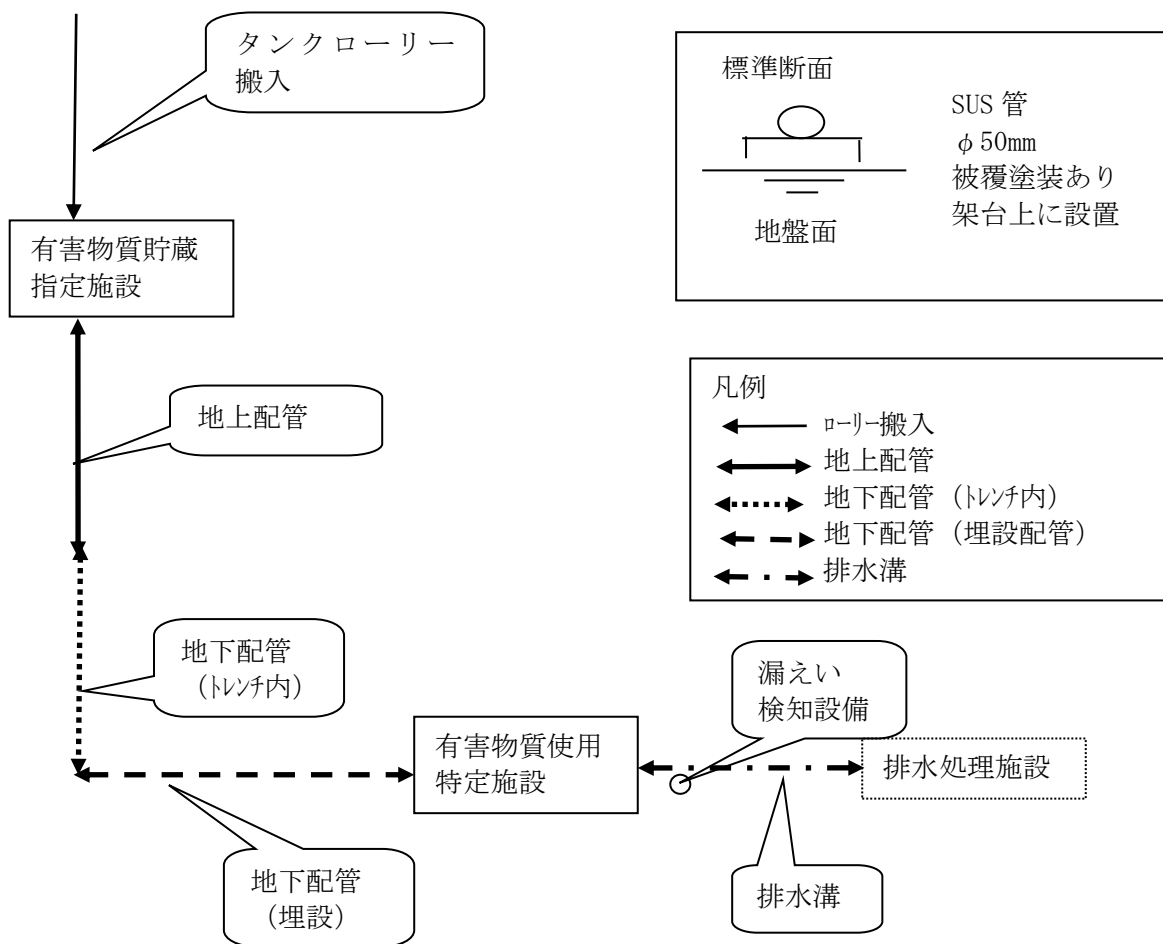 タンクローリー
搬入
標準断面
SUS 管
φ50mm
被覆塗装あり
架台上に設置
地盤面
有害物質貯蔵
指定施設
地上配管
凡例
ﾛｰﾘｰ搬入
地上配管
地下配管（ﾄﾚﾝﾁ内）
地下配管（埋設配管）
排水溝
地下配管
（ﾄﾚﾝﾁ内）
漏えい
検知設備
有害物質使用
特定施設
排水処理施設
地下配管
（埋設）
排水溝